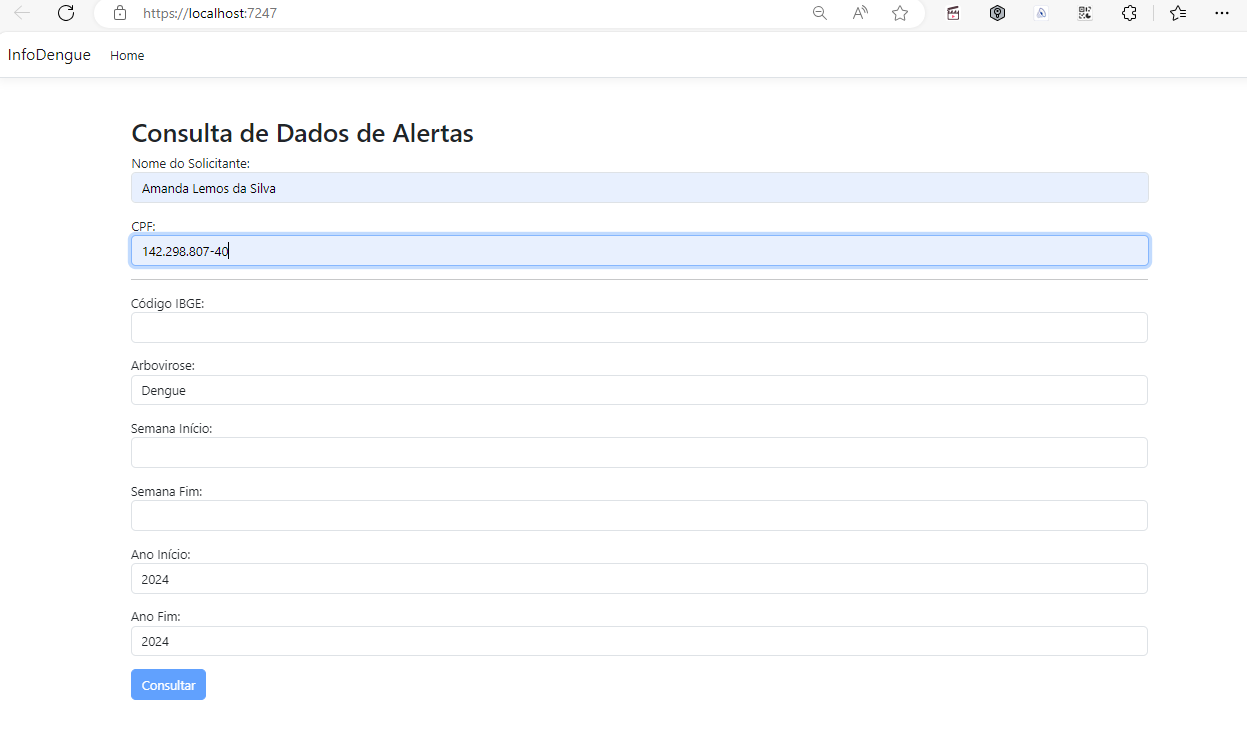 https://localhost:7247
InfoDengue Home
Consulta de Dados de Alertas
Nome do Solicitante:
Amanda Lemos da Silva
CPF:
142.298.807-40
Código IBGE:
Arbovirose:
Dengue
Semana Início:
Semana Fim:
Ano Início:
2024
Ano Fim:
2024
Consultar